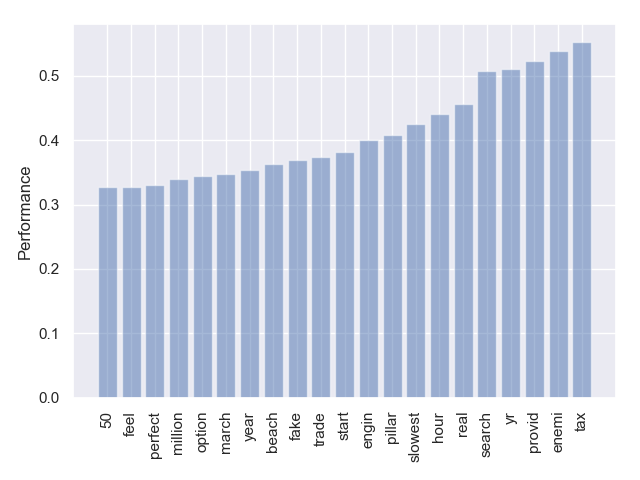 Performance
0.5
0.4
0.3
0.2
0.1
0.0
50
feel
perfect
million
option
march
year
beach
fake
trade
start
engin
pillar
slowest
hour
real
search
yr
provid
enemi
tax